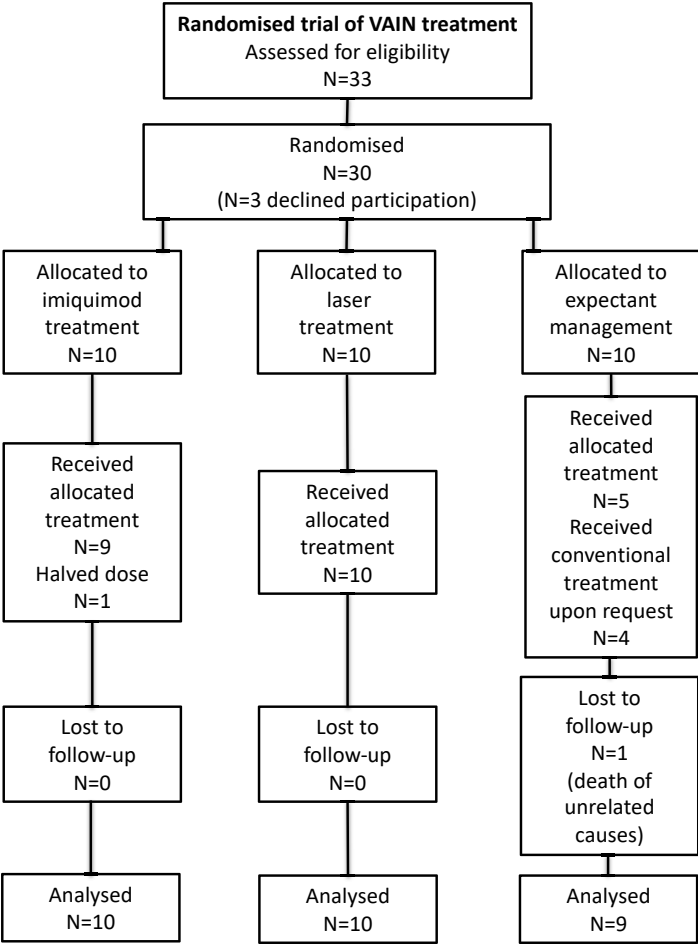 Randomised trial of VAIN treatment
Assessed for eligibility
N=33
Randomised
N=30
(N=3 declined participation)
Allocated to
imiquimod
treatment
N=10
Allocated to
laser
treatment
N=10
Allocated to
expectant
management
N=10
Received
allocated
treatment
N=9
Halved dose
N=1
Received
allocated
treatment
N=10
Received
allocated
treatment
N=5
Received
conventional
treatment
upon request
N=4
Lost to
follow-up
N=0
Lost to
follow-up
N=0
Lost to
follow-up
N=1
(death of
unrelated
causes)
Analysed
N=10
Analysed
N=10
Analysed
N=9